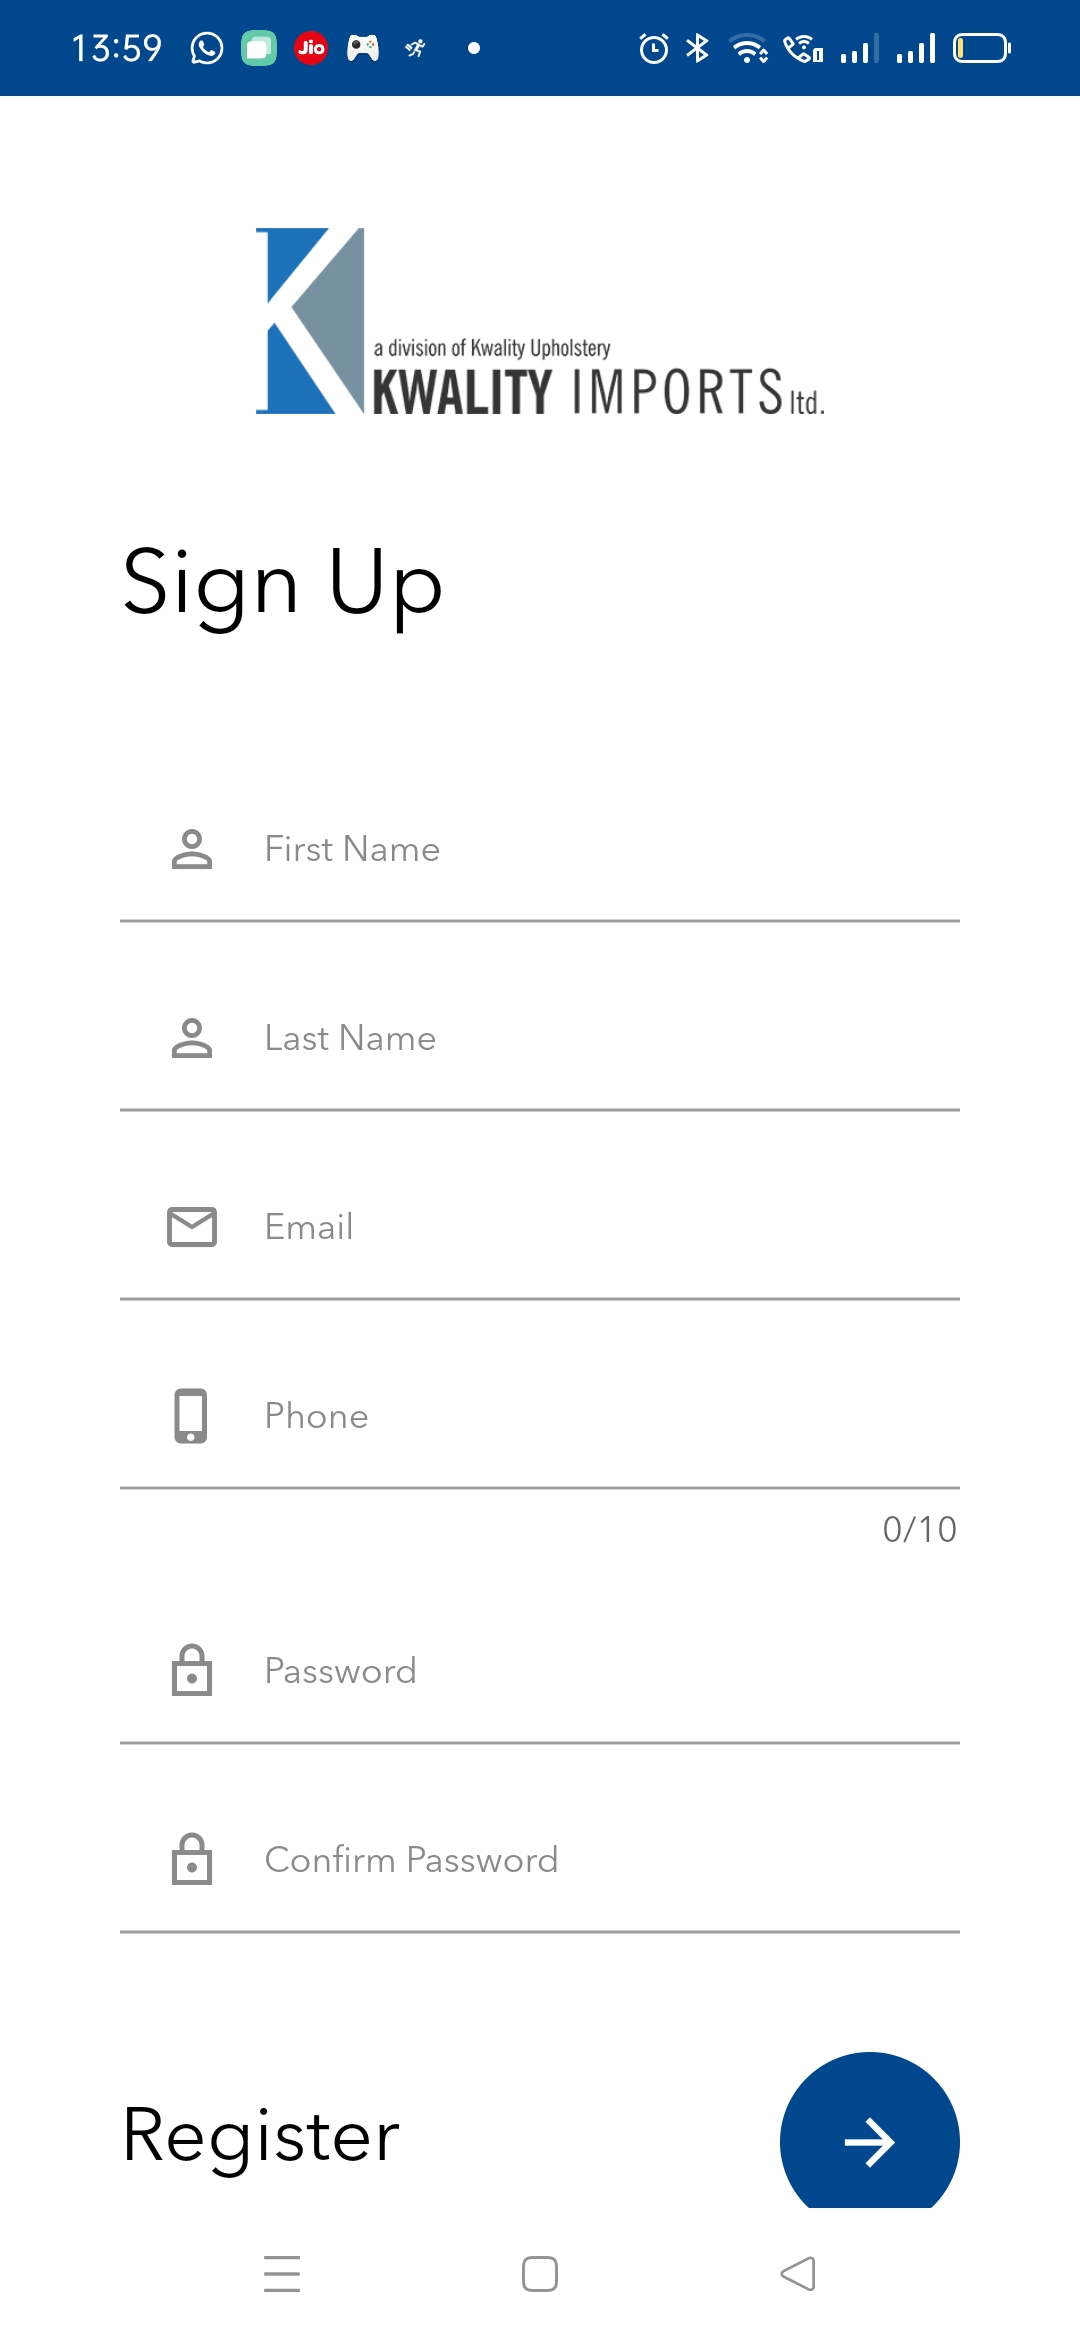 13:59
Jio
a division of Kwality Upholstery
KWALITY IMPORTS ltd.
Sign Up
First Name
Last Name
Email
Phone
0/10
Password
Confirm Password
Register